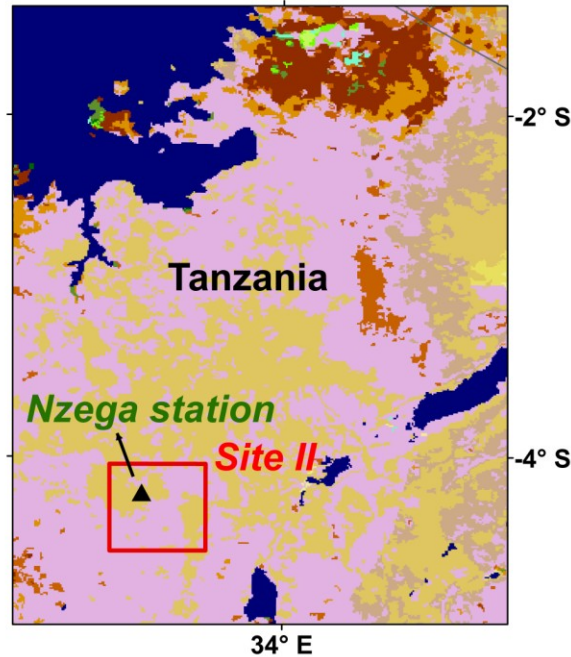 -2° S
Tanzania
Nzega station
Site II
-4° S
34° E